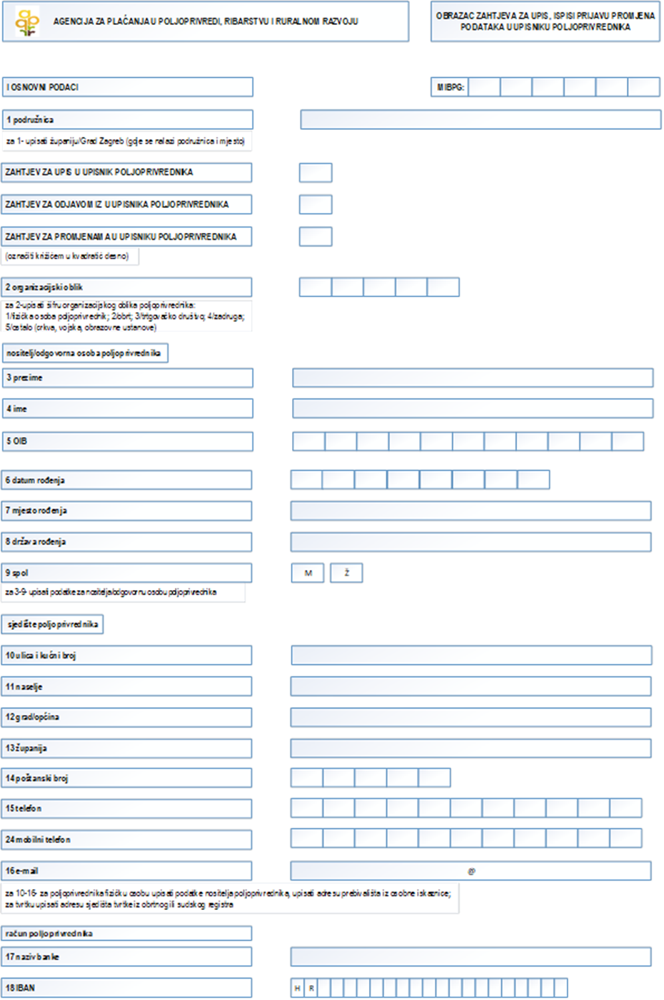 AGENCIJA ZA PLAĆANJA U POLJOPRIVREDI, RIBARSTVU I RURALNOM RAZVOJU
OBRAZAC ZAHTJEVA ZA UPIS, ISPIS I PRIJAVU PROMJENA
PODATAKA U UPISNIKU POLJOPRIVREDNIKA
I OSNOVNI PODACI
MIBPG:
1 podružnica
za 1- upisati županiju/Grad Zagreb (gdje se nalazi podružnica i mjesto)
ZAHTJEV ZA UPIS U UPISNIK POLJOPRIVREDNIKA
ZAHTJEV ZA ODJAVOM IZ U UPISNIKA POLJOPRIVREDNIKA
ZAHTJEV ZA PROMJENAMA U UPISNIKU POLJOPRIVREDNIKA
(označiti križićem u kvadratić desno)
2 organizacijski oblik
za 2-upisati šifru organizacijskog oblika poljoprivrednika:
1/fizička osoba poljoprivrednik; 2/obrt; 3/trgovačko društvo; 4/zadruga;
5/ostalo (crkva, vojska, obrazovne ustanove)
nositelj/odgovorna osoba poljoprivrednika
3 prezime
4 ime
5 OIB
6 datum rođenja
7 mjesto rođenja
8 država rođenja
9 spol
M Ž
za 3-9- upisati podatke za nositelja/odgovornu osobu poljoprivrednika
sjedište poljoprivrednika
10 ulica i kućni broj
11 naselje
12 grad/općina
13 županija
14 poštanski broj
15 telefon
24 mobilni telefon
16 e-mail
@
za 10-16- za poljoprivrednika fizičku osobu upisati podatke nositelja poljoprivrednika, upisati adresu prebivališta iz osobne iskaznice;
za tvrtku upisati adresu sjedišta tvrtke iz obrtnog ili sudskog registra
račun poljoprivrednika
17 naziv banke
18 IBAN
H R